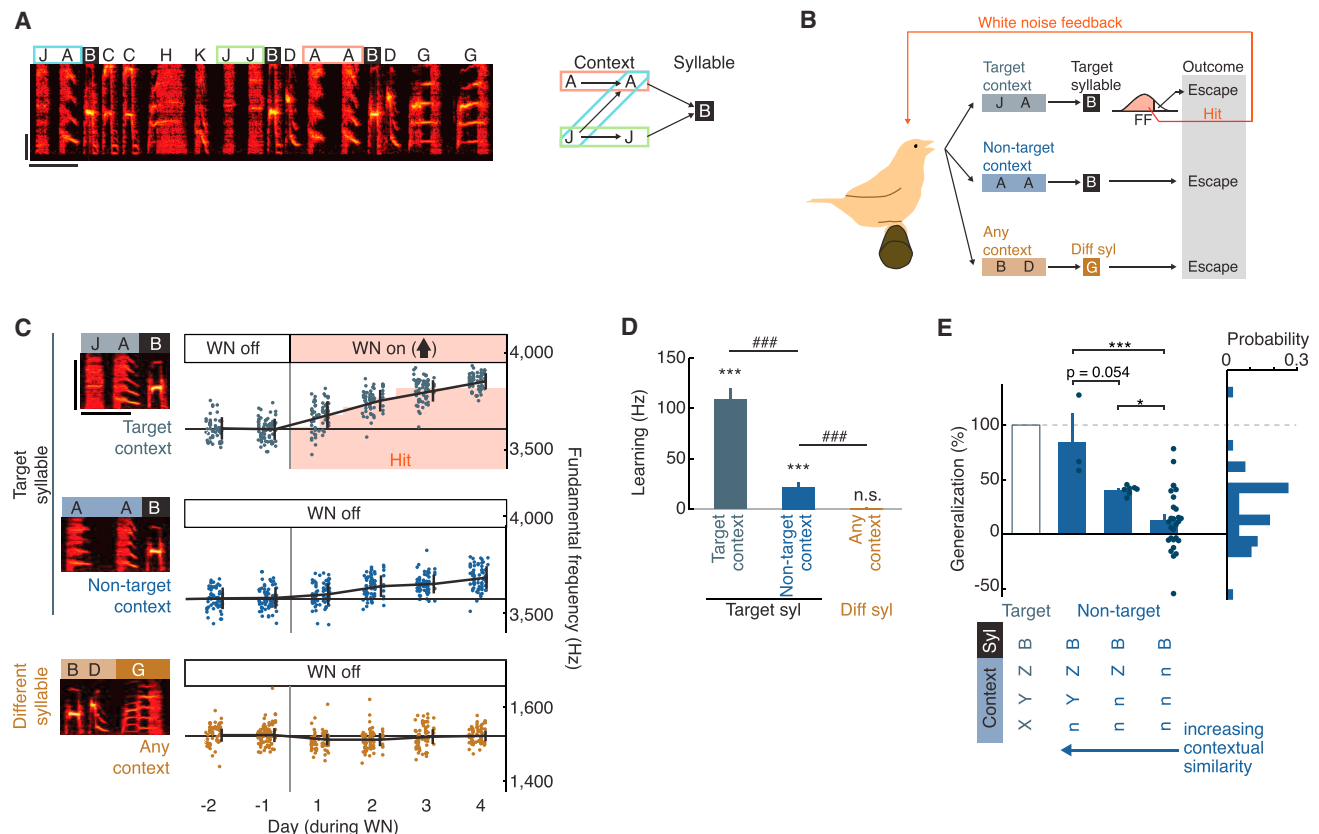 A
J A B C C H K J J B D A A B D G G
Context Syllable
A A
B
J J
B
White noise feedback
Target context
Target syllable
Outcome
J A B
Escape
FF
Hit
Non-target context
A A B
Escape
Any context
Diff syl
B D G
Escape
C
Target syllable
J A B
Target context
WN off
WN on (⬆)
4,000
3,500
Hit
A A B
Non-target context
WN off
4,000
3,500
Fundamental frequency (Hz)
Different syllable
B D G
Any context
WN off
1,600
1,400
-2 -1 1 2 3 4
Day (during WN)
D
###
###
***
***
n.s.
Learning (Hz)
150
100
50
0
Target context
Non-target context
Any context
Target syl
Diff syl
E
Probability
0 0.3
***
p = 0.054
*
Generalization (%)
100
50
0
-50
Target Non-target
Syl
B B B B
Context
Z Z Z n
Y Y n n
X n n n
increasing contextual similarity